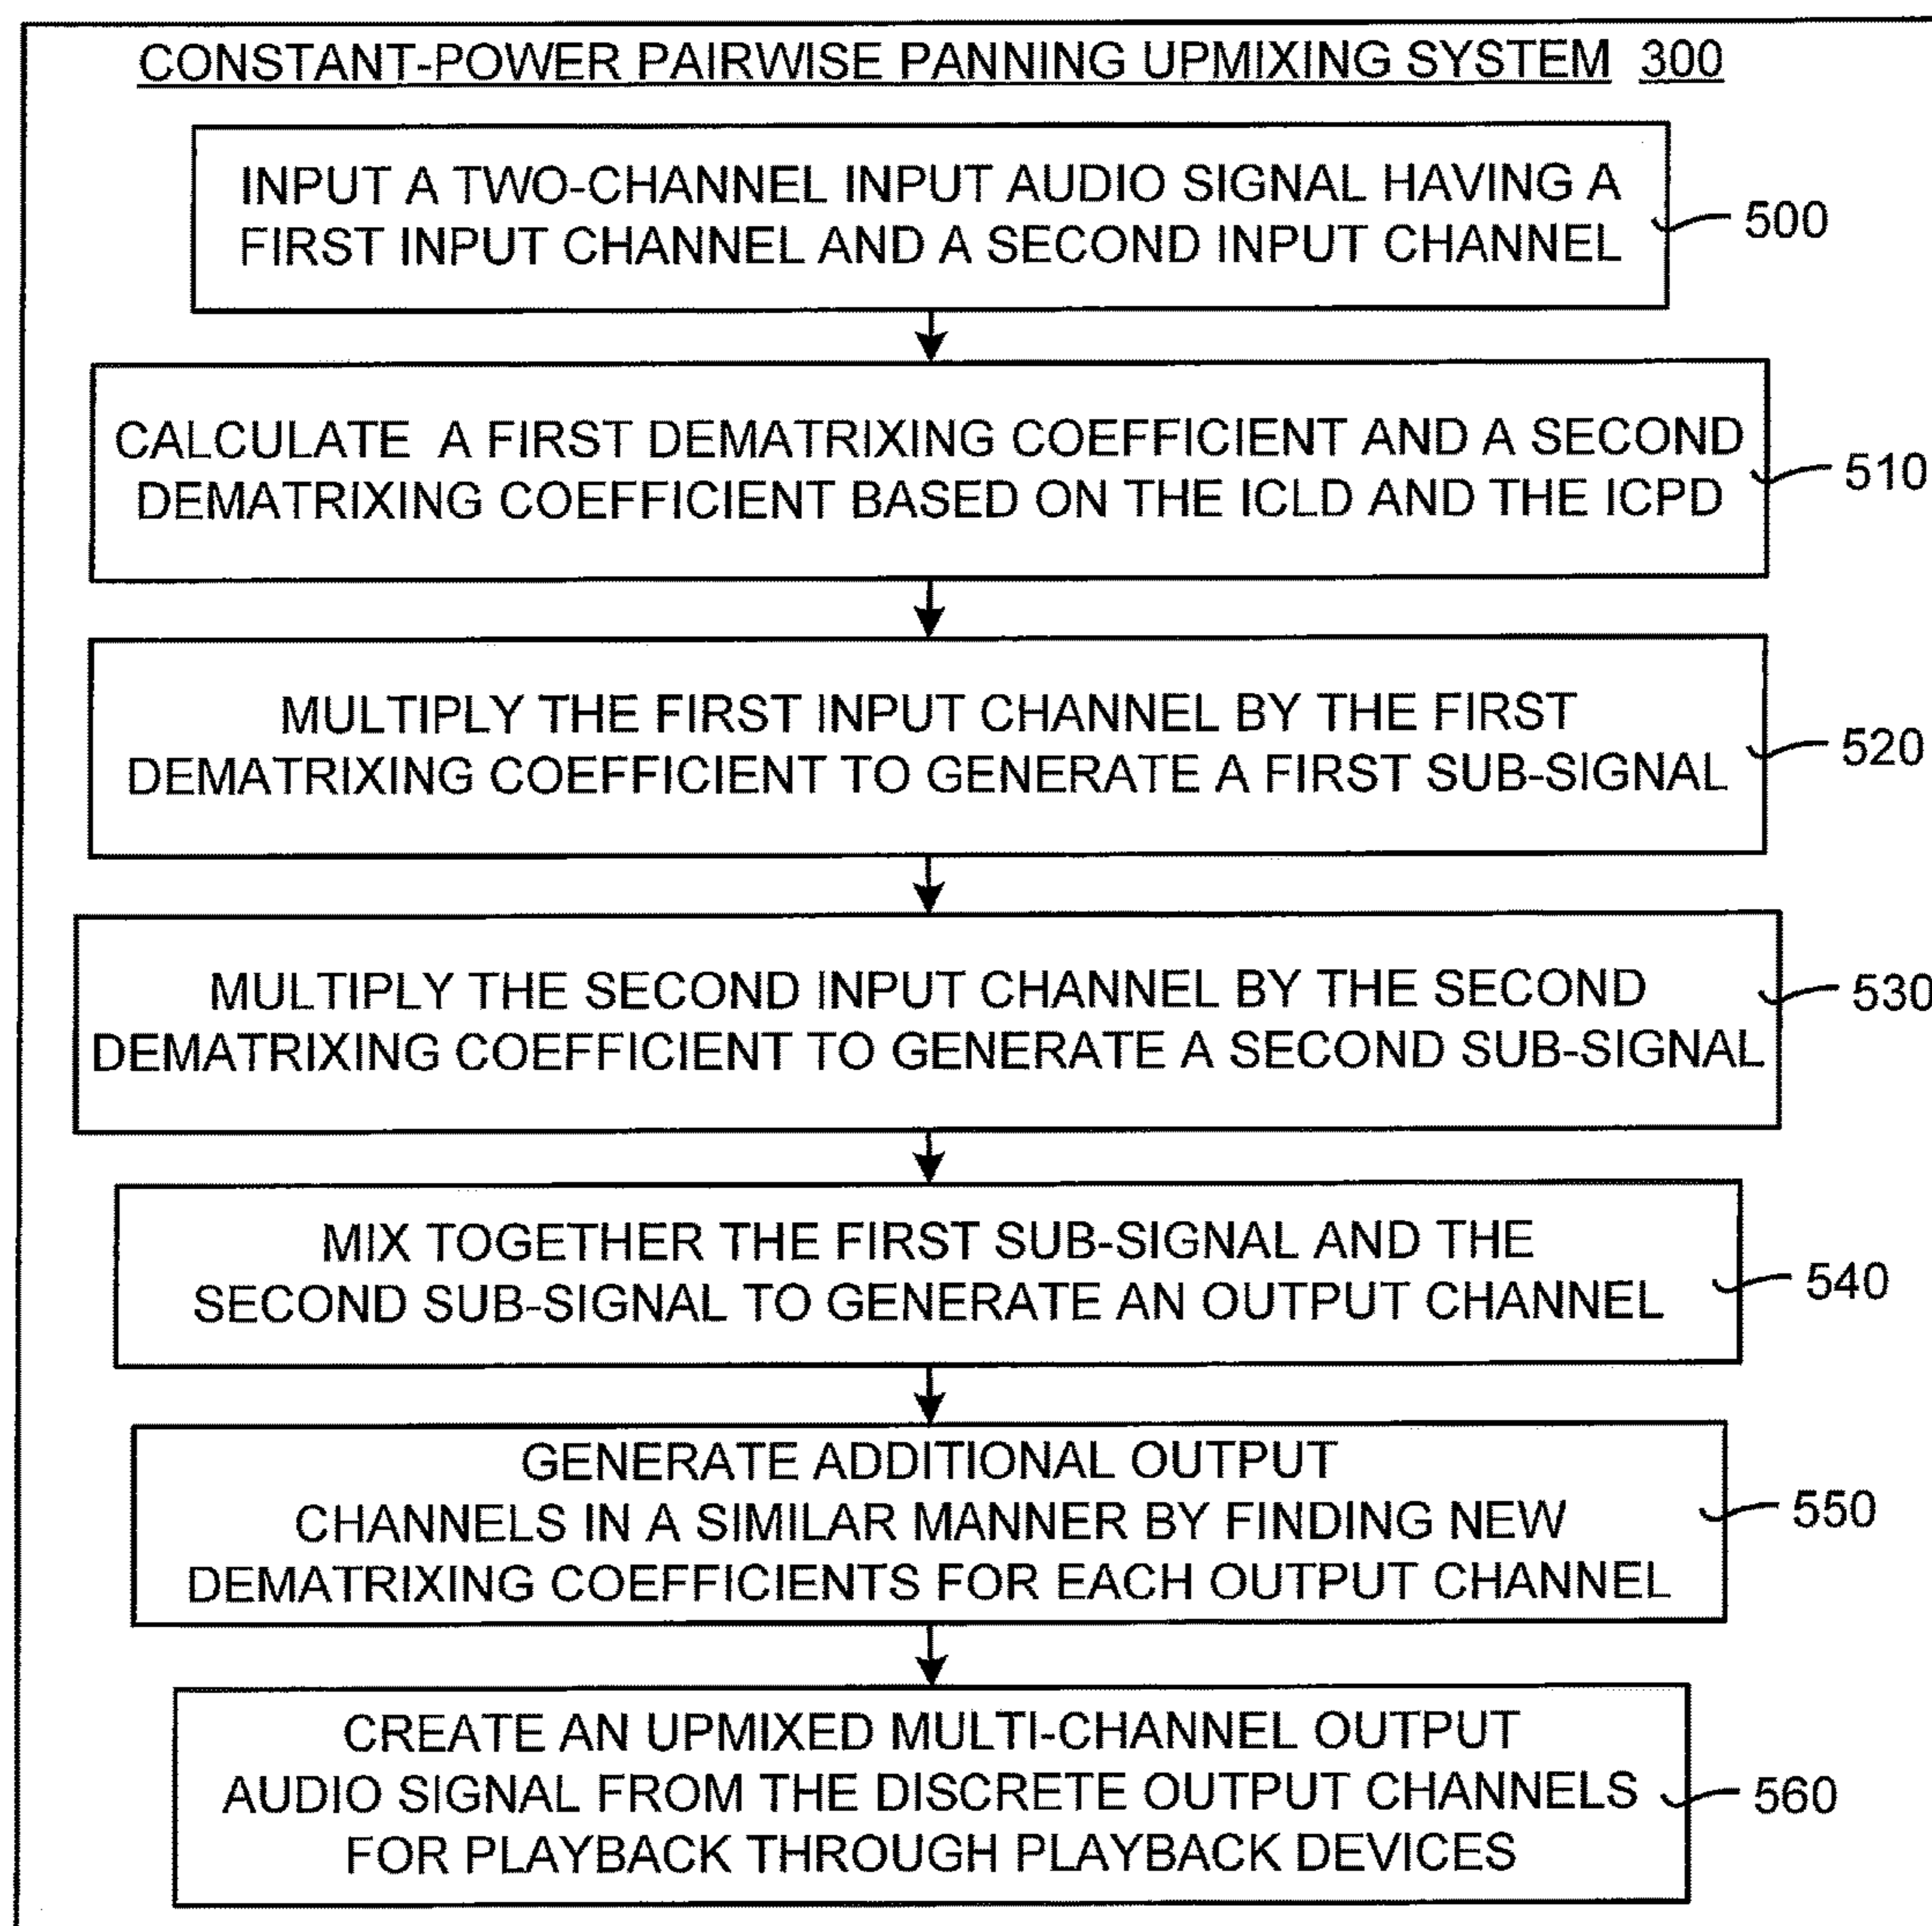 CONSTANT-POWER PAIRWISE PANNING UPMIXING SYSTEM 300
INPUT A TWO-CHANNEL INPUT AUDIO SIGNAL HAVING A
FIRST INPUT CHANNEL AND A SECOND INPUT CHANNEL
500
CALCULATE A FIRST DEMATRIXING COEFFICIENT AND A SECOND
DEMATRIXING COEFFICIENT BASED ON THE ICLD AND THE ICPD
510
MULTIPLY THE FIRST INPUT CHANNEL BY THE FIRST
DEMATRIXING COEFFICIENT TO GENERATE A FIRST SUB-SIGNAL
520
MULTIPLY THE SECOND INPUT CHANNEL BY THE SECOND
DEMATRIXING COEFFICIENT TO GENERATE A SECOND SUB-SIGNAL
530
MIX TOGETHER THE FIRST SUB-SIGNAL AND THE
SECOND SUB-SIGNAL TO GENERATE AN OUTPUT CHANNEL
540
GENERATE ADDITIONAL OUTPUT
CHANNELS IN A SIMILAR MANNER BY FINDING NEW
DEMATRIXING COEFFICIENTS FOR EACH OUTPUT CHANNEL
550
CREATE AN UPMIXED MULTI-CHANNEL OUTPUT
AUDIO SIGNAL FROM THE DISCRETE OUTPUT CHANNELS
FOR PLAYBACK THROUGH PLAYBACK DEVICES
560